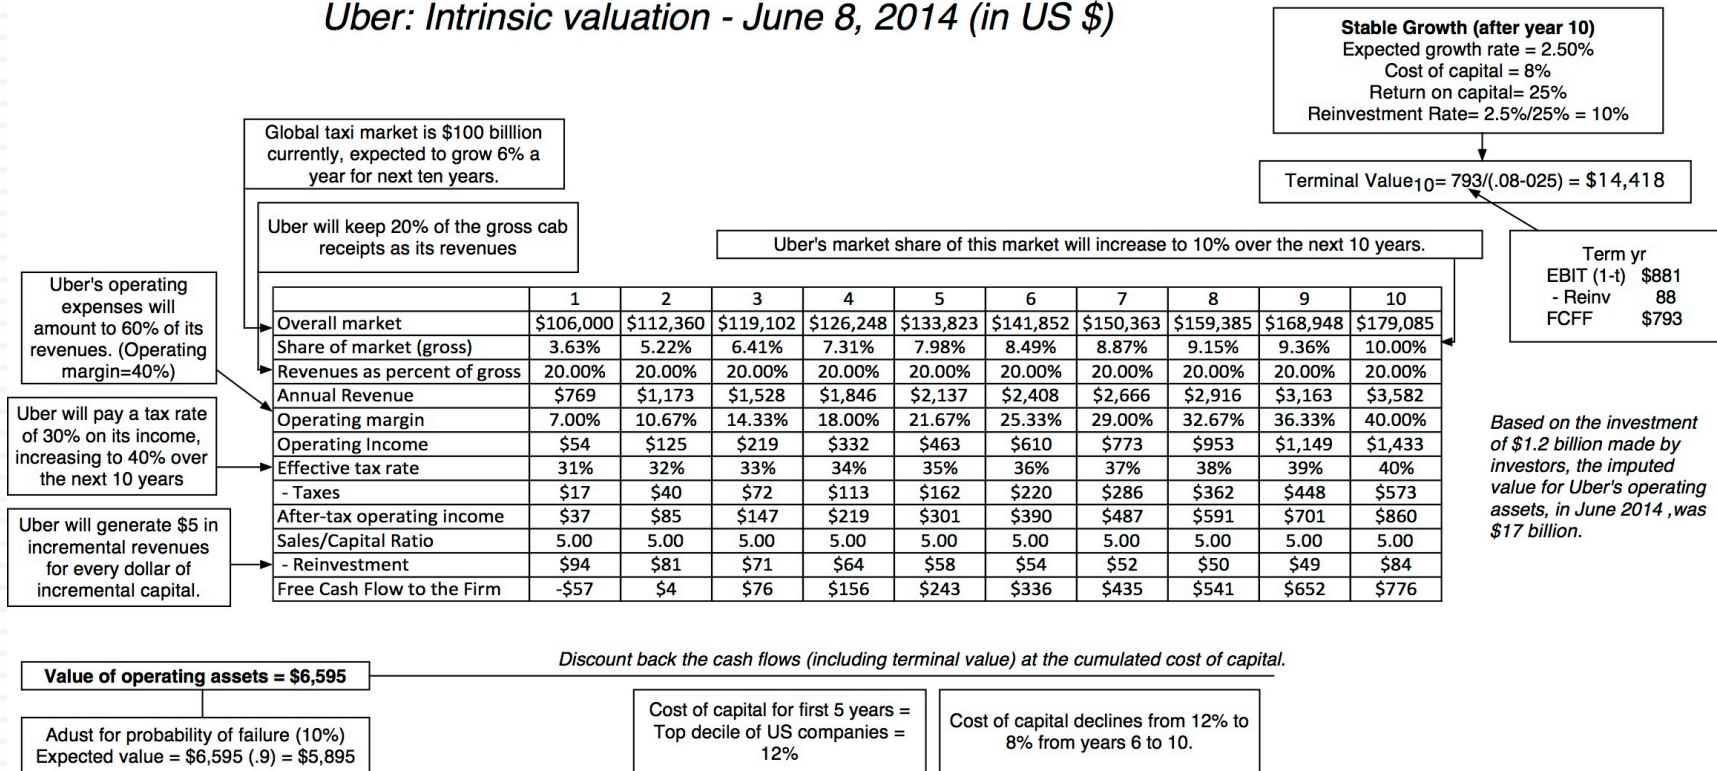 Uber: Intrinsic valuation - June 8, 2014 (in US $)
Stable Growth (after year 10)
Expected growth rate = 2.50%
Cost of capital = 8%
Return on capital= 25%
Reinvestment Rate= 2.5%/25% = 10%
Global taxi market is $100 billlion
currently, expected to grow 6% a
year for next ten years.
Terminal Value10= 793/(.08-025) = $14,418
Uber will keep 20% of the gross cab
receipts as its revenues
Uber's market share of this market will increase to 10% over the next 10 years.
Term yr
EBIT (1-t) $881
- Reinv 88
FCFF $793
Uber's operating
expenses will
amount to 60% of its
revenues. (Operating
margin=40%)
Uber will pay a tax rate
of 30% on its income,
increasing to 40% over
the next 10 years
Uber will generate $5 in
incremental revenues
for every dollar of
incremental capital.
1 2 3 4 5 6 7 8 9 10
Overall market $106,000 $112,360 $119,102 $126,248 $133,823 $141,852 $150,363 $159,385 $168,948 $179,085
Share of market (gross) 3.63% 5.22% 6.41% 7.31% 7.98% 8.49% 8.87% 9.15% 9.36% 10.00%
Revenues as percent of gross 20.00% 20.00% 20.00% 20.00% 20.00% 20.00% 20.00% 20.00% 20.00% 20.00%
Annual Revenue $769 $1,173 $1,528 $1,846 $2,137 $2,408 $2,666 $2,916 $3,163 $3,582
Operating margin 7.00% 10.67% 14.33% 18.00% 21.67% 25.33% 29.00% 32.67% 36.33% 40.00%
Operating Income $54 $125 $219 $332 $463 $610 $773 $953 $1,149 $1,433
Effective tax rate 31% 32% 33% 34% 35% 36% 37% 38% 39% 40%
- Taxes $17 $40 $72 $113 $162 $220 $286 $362 $448 $573
After-tax operating income $37 $85 $147 $219 $301 $390 $487 $591 $701 $860
Sales/Capital Ratio 5.00 5.00 5.00 5.00 5.00 5.00 5.00 5.00 5.00 5.00
- Reinvestment $94 $81 $71 $64 $58 $54 $52 $50 $49 $84
Free Cash Flow to the Firm -$57 $4 $76 $156 $243 $336 $435 $541 $652 $776
Based on the investment
of $1.2 billion made by
investors, the imputed
value for Uber's operating
assets, in June 2014 ,was
$17 billion.
Discount back the cash flows (including terminal value) at the cumulated cost of capital.
Value of operating assets = $6,595
Adust for probability of failure (10%)
Expected value = $6,595 (.9) = $5,895
Cost of capital for first 5 years =
Top decile of US companies =
12%
Cost of capital declines from 12% to
8% from years 6 to 10.